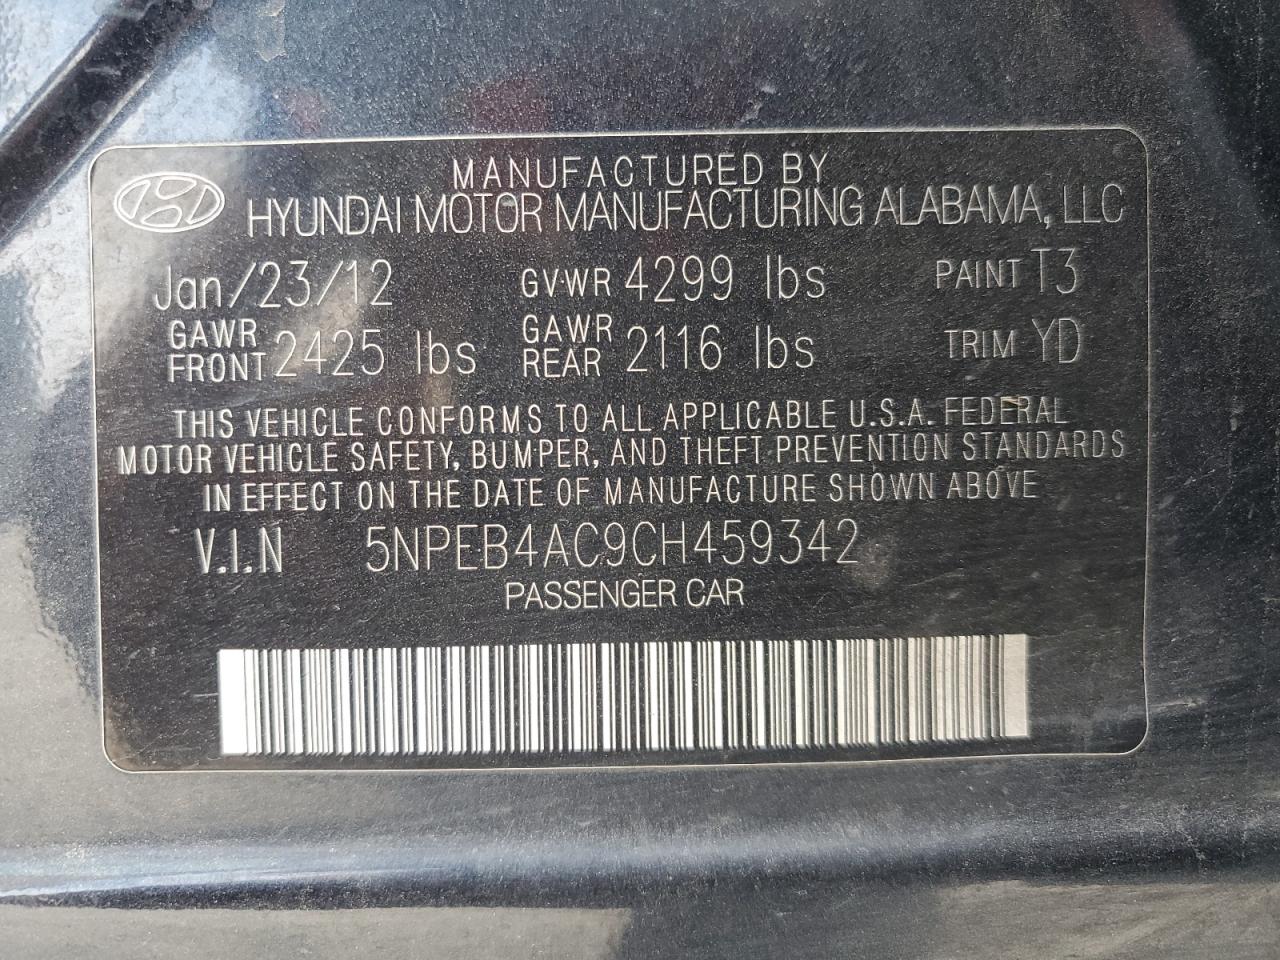 MANUFACTURED BY
HYUNDAI MOTOR MANUFACTURING ALABAMA, LLC
Jan/23/12 GVWR 4299 lbs PAINT T3
GAWR FRONT 2425 lbs GAWR REAR 2116 lbs TRIM YD
THIS VEHICLE CONFORMS TO ALL APPLICABLE U.S.A. FEDERAL
MOTOR VEHICLE SAFETY, BUMPER, AND THEFT PREVENTION STANDARDS
IN EFFECT ON THE DATE OF MANUFACTURE SHOWN ABOVE
V.I.N 5NPEB4AC9CH459342
PASSENGER CAR